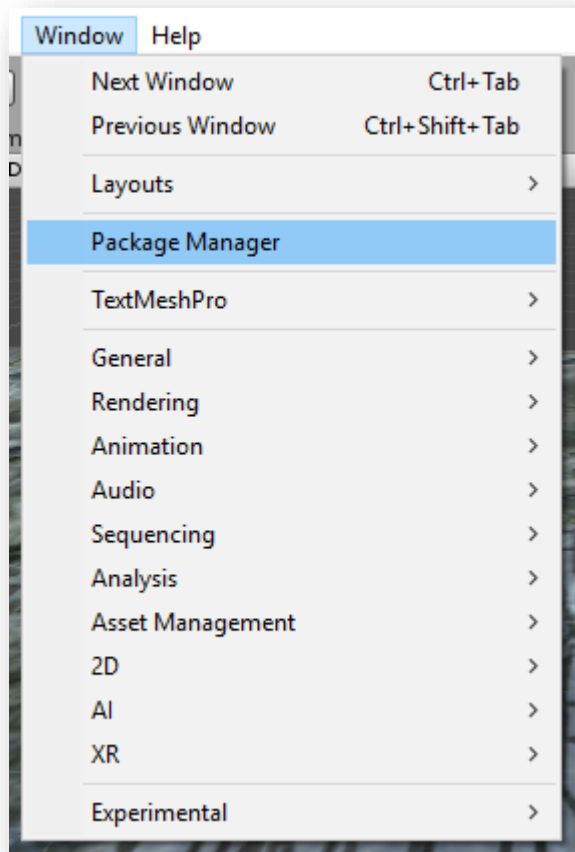 Window Help
Next Window Ctrl+Tab
Previous Window Ctrl+Shift+Tab
Layouts
Package Manager
TextMeshPro
General
Rendering
Animation
Audio
Sequencing
Analysis
Asset Management
2D
AI
XR
Experimental